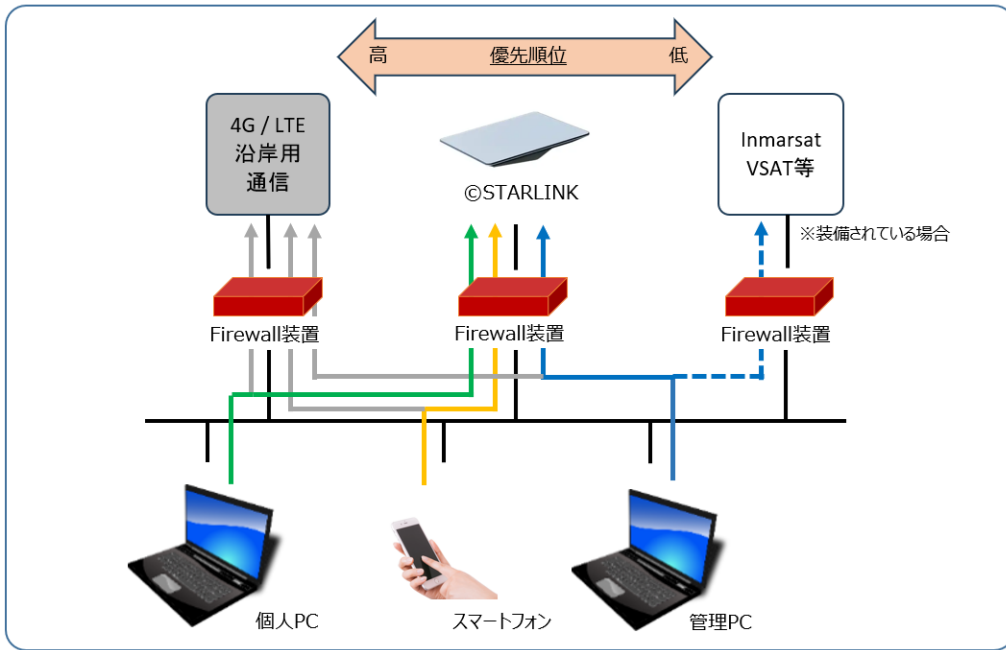 高 優先順位 低
4G / LTE
沿岸用
通信
©STARLINK
Inmarsat
VSAT等
※装備されている場合
Firewall装置
Firewall装置
Firewall装置
個人PC
スマートフォン
管理PC